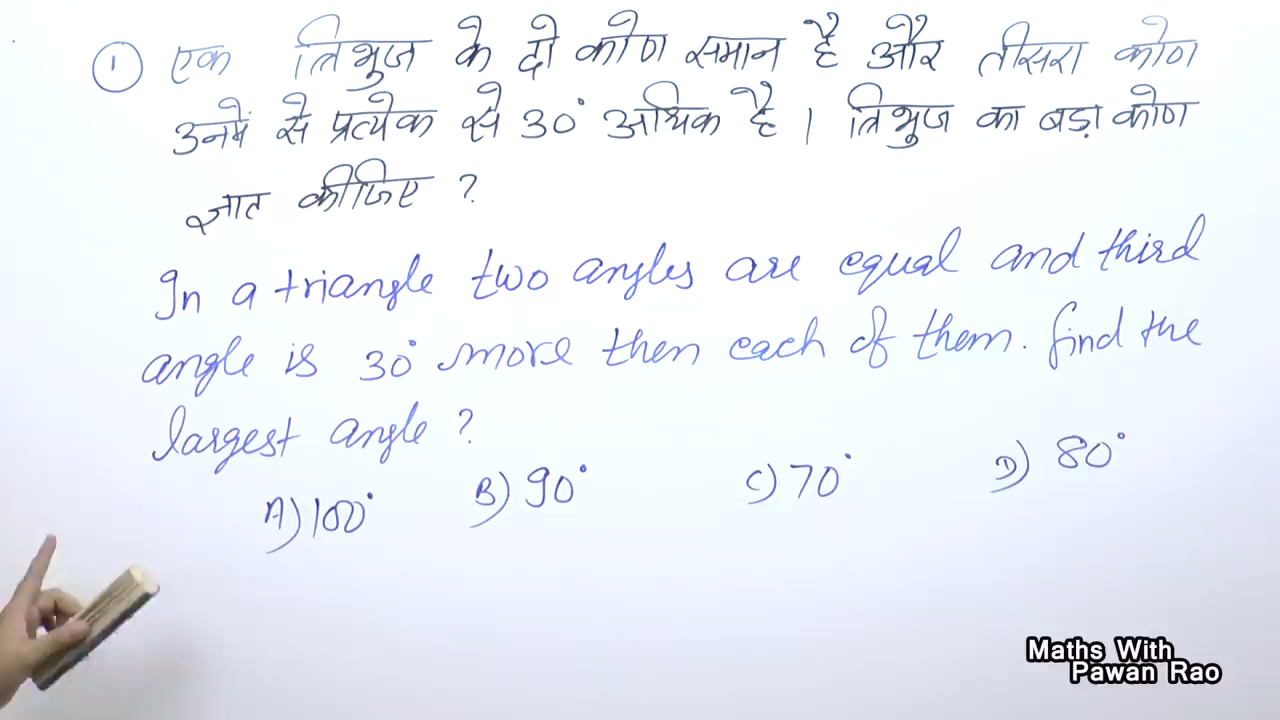 ① एक त्रिभुज के दो कोण समान है और तीसरा कोण
उनमें से प्रत्येक से 30° अधिक है । त्रिभुज का बड़ा कोण
ज्ञात कीजिए ?
In a triangle two angles are equal and third
angle is 30° more then each of them. find the
largest angle ?
A) 100° B) 90° C) 70° D) 80°
Maths With
Pawan Rao